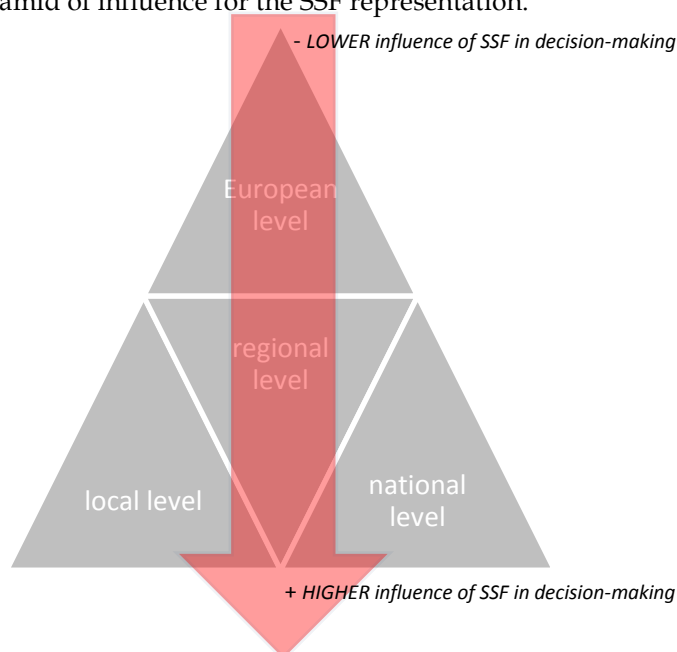 amid of influence for the SSF representation.
- LOWER influence of SSF in decision-making
European
level
regional
level
local level
national
level
+ HIGHER influence of SSF in decision-making